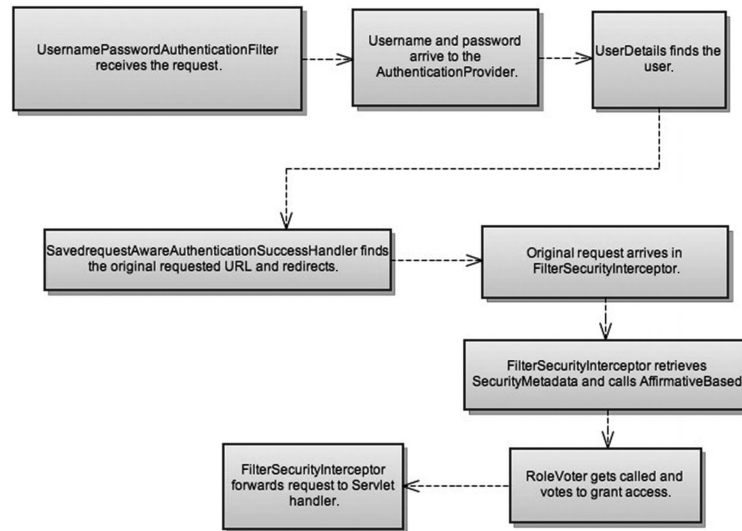 UsernamePasswordAuthenticationFilter
receives the request.
Username and password
arrive to the
AuthenticationProvider.
UserDetails finds the
user.
SavedrequestAwareAuthenticationSuccessHandler finds
the original requested URL and redirects.
Original request arrives in
FilterSecurityInterceptor.
FilterSecurityInterceptor retrieves
SecurityMetadata and calls AffirmativeBased
RoleVoter gets called and
votes to grant access.
FilterSecurityInterceptor
forwards request to Servlet
handler.